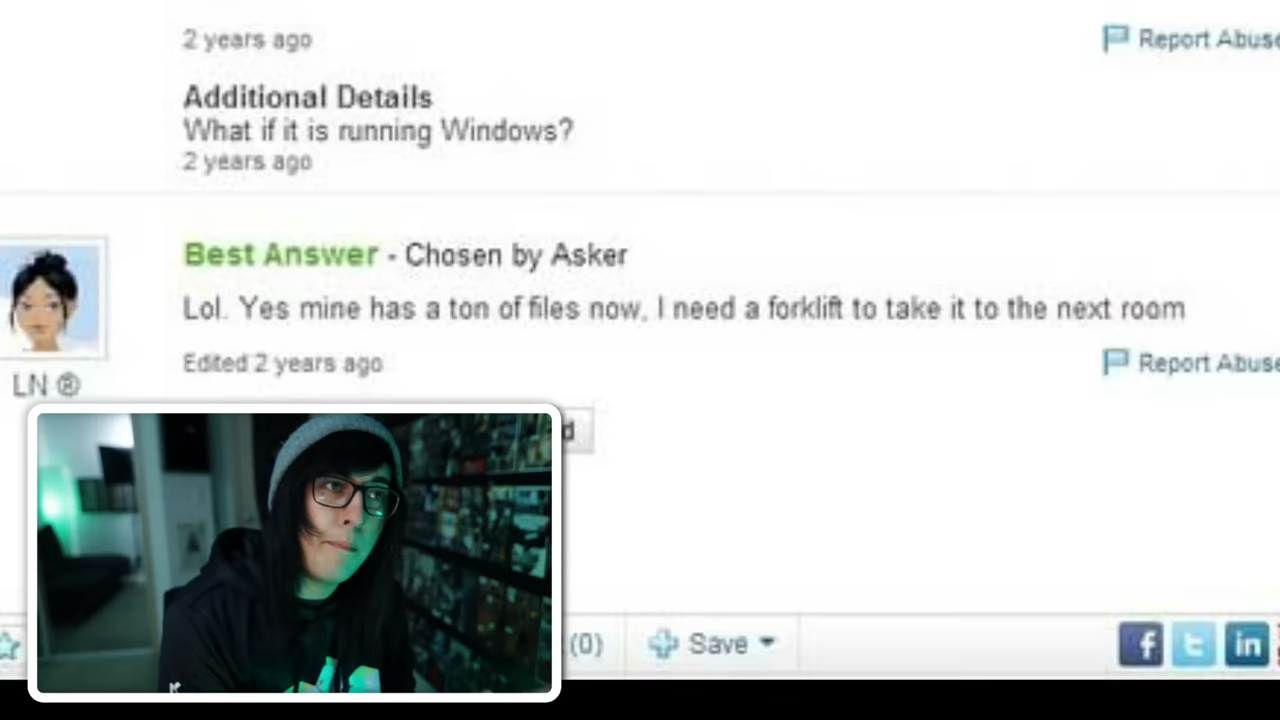 2 years ago
Report Abuse
Additional Details
What if it is running Windows?
2 years ago
Best Answer - Chosen by Asker
Lol. Yes mine has a ton of files now, I need a forklift to take it to the next room
Edited 2 years ago
Report Abuse
LN ®
d
(0)
Save
f
t
in